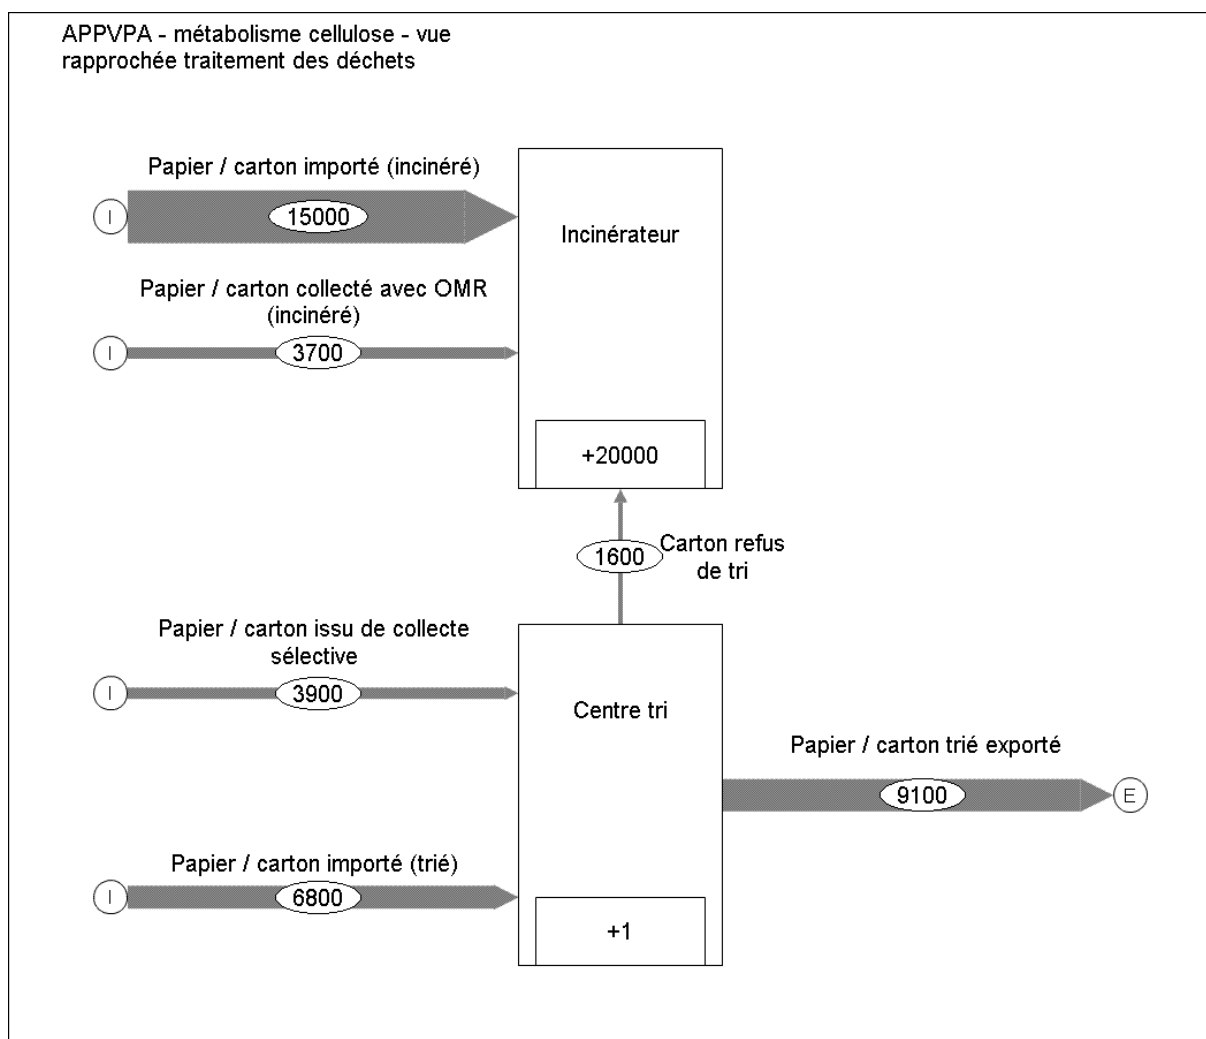 APPVPA - métabolisme cellulose - vue
rapprochée traitement des déchets
Papier / carton importé (incinéré)
I
15000
Incinérateur
Papier / carton collecté avec OMR
(incinéré)
I
3700
+20000
1600
Carton refus
de tri
Papier / carton issu de collecte
sélective
I
3900
Centre tri
Papier / carton trié exporté
9100
E
Papier / carton importé (trié)
I
6800
+1